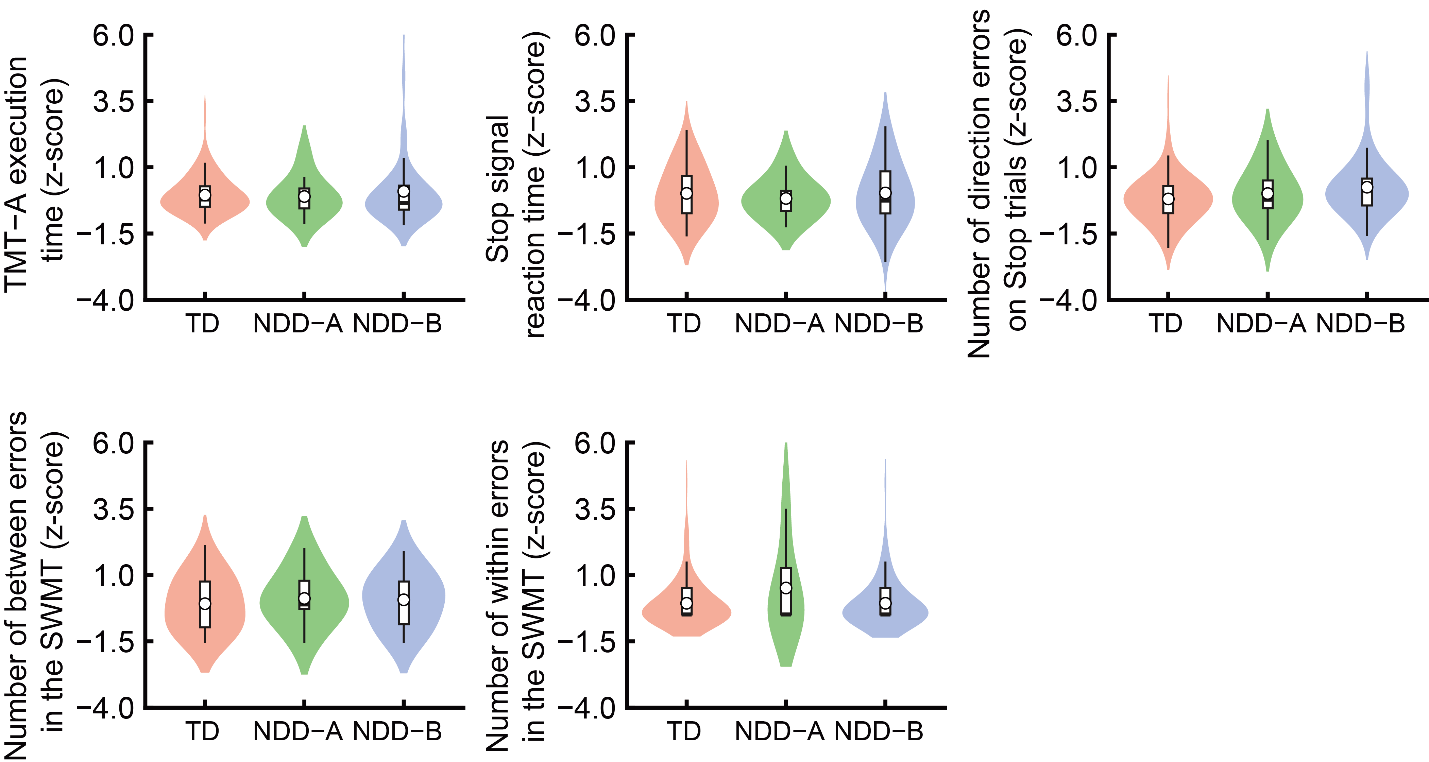 TMT−A execution
time (z-score)
6.0
3.5
1.0
−1.5
−4.0
TD NDD−A NDD−B
Stop signal
reaction time (z−score)
6.0
3.5
1.0
−1.5
−4.0
TD NDD−A NDD−B
Number of direction errors
on Stop trials (z-score)
6.0
3.5
1.0
−1.5
−4.0
TD NDD−A NDD−B
Number of between errors
in the SWMT (z-score)
6.0
3.5
1.0
−1.5
−4.0
TD NDD−A NDD−B
Number of within errors
in the SWMT (z-score)
6.0
3.5
1.0
−1.5
−4.0
TD NDD−A NDD−B